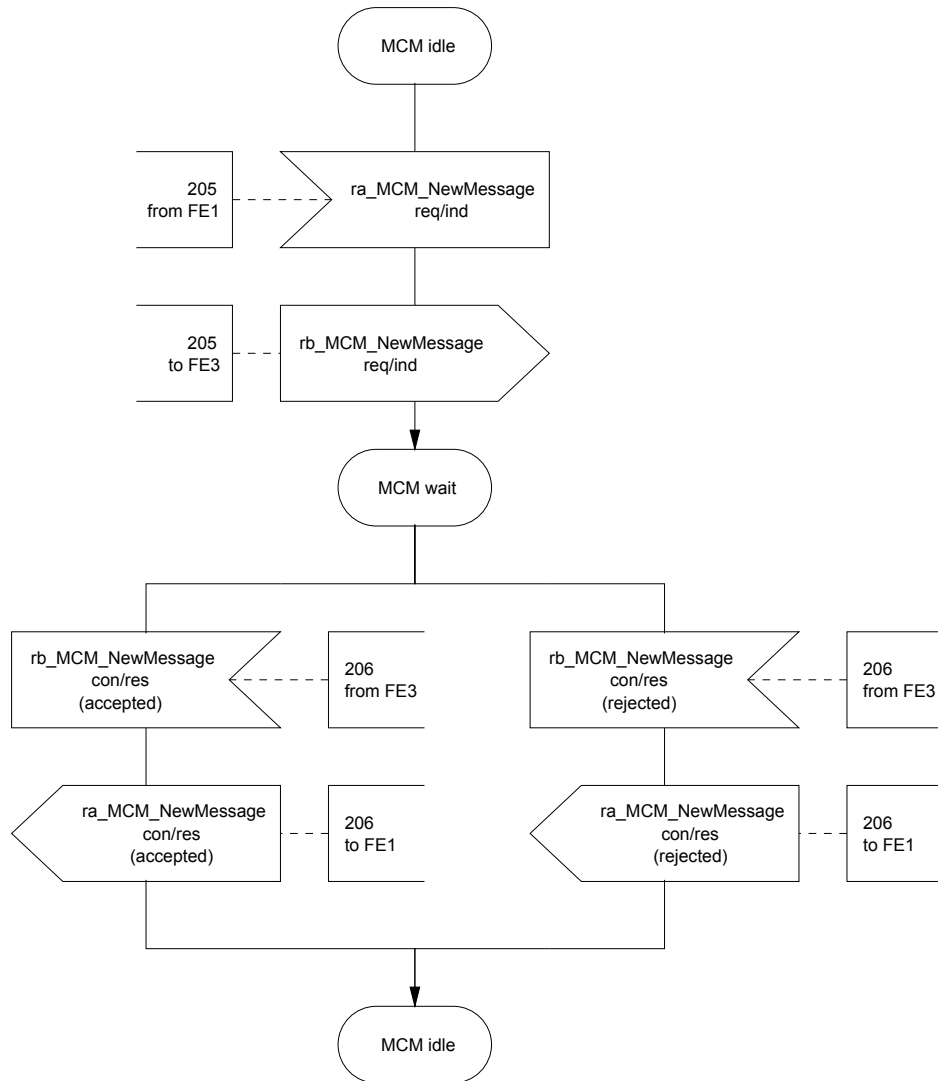 MCM idle
205
from FE1
ra_MCM_NewMessage
req/ind
205
to FE3
rb_MCM_NewMessage
req/ind
MCM wait
rb_MCM_NewMessage
con/res
(accepted)
206
from FE3
rb_MCM_NewMessage
con/res
(rejected)
206
from FE3
ra_MCM_NewMessage
con/res
(accepted)
206
to FE1
ra_MCM_NewMessage
con/res
(rejected)
206
to FE1
MCM idle